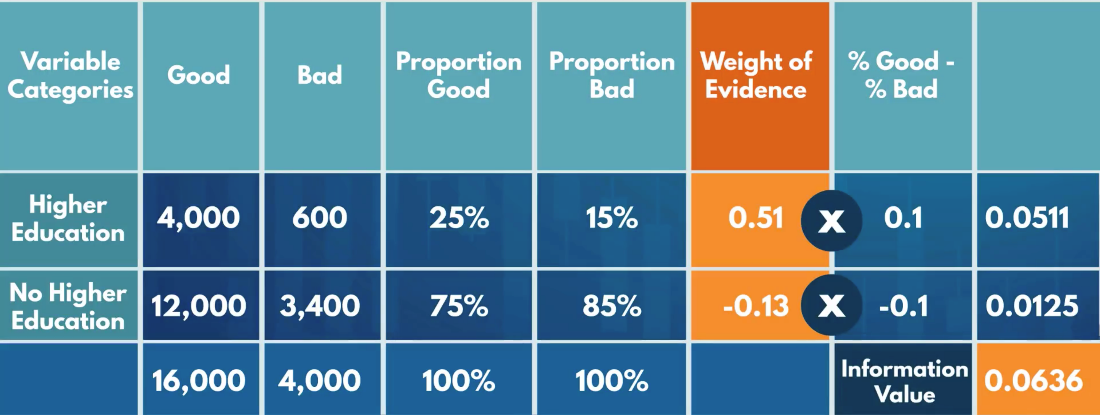 Variable Categories | Good | Bad | Proportion Good | Proportion Bad | Weight of Evidence | % Good - % Bad
Higher Education | 4,000 | 600 | 25% | 15% | 0.51 | X | 0.1 | 0.0511
No Higher Education | 12,000 | 3,400 | 75% | 85% | -0.13 | X | -0.1 | 0.0125
16,000 | 4,000 | 100% | 100% | Information Value | 0.0636